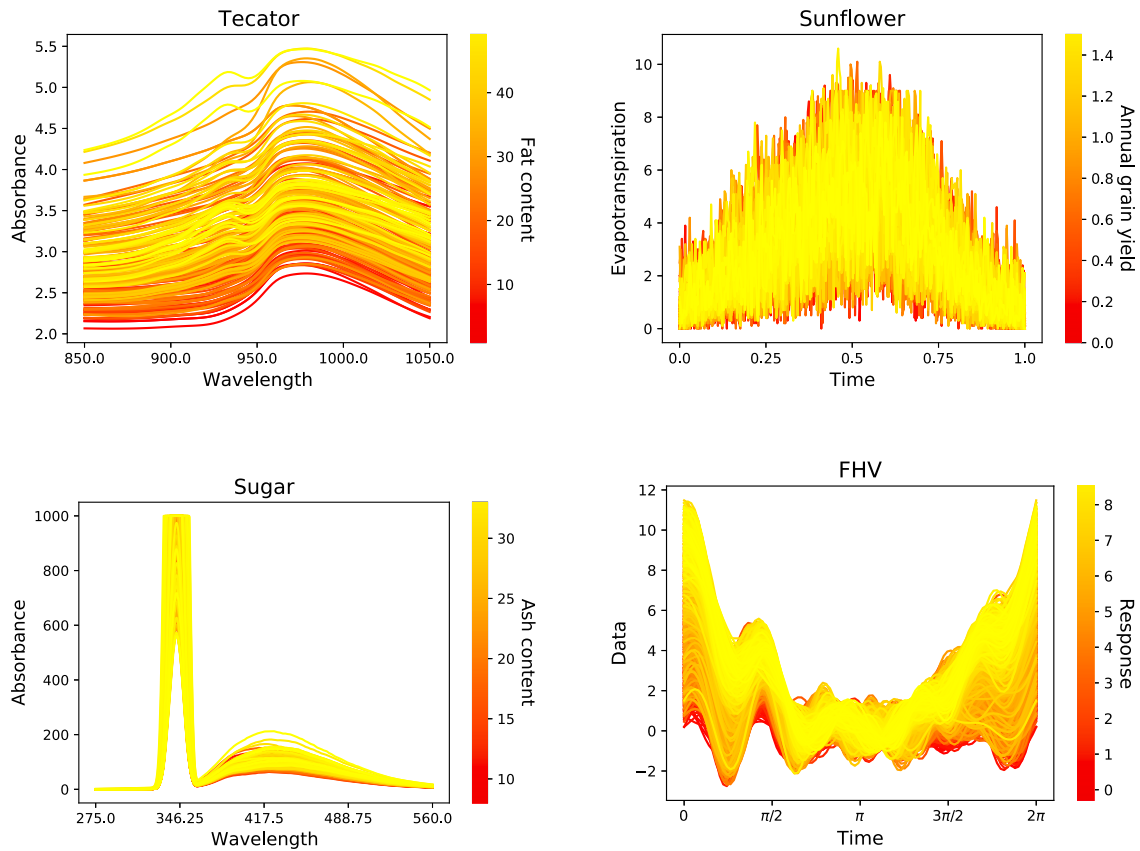 Tecator
5.5
5.0
4.5
4.0
3.5
3.0
2.5
2.0
Absorbance
850.0 900.0 950.0 1000.0 1050.0
Wavelength
40
30
20
10
Fat content
Sunflower
10
8
6
4
2
0
Evapotranspiration
0.0 0.25 0.5 0.75 1.0
Time
1.4
1.2
1.0
0.8
0.6
0.4
0.2
0.0
Annual grain yield
Sugar
1000
800
600
400
200
0
Absorbance
275.0 346.25 417.5 488.75 560.0
Wavelength
30
25
20
15
10
Ash content
FHV
12
10
8
6
4
2
0
−2
Data
0 π/2 π 3π/2 2π
Time
8
7
6
5
4
3
2
1
0
Response